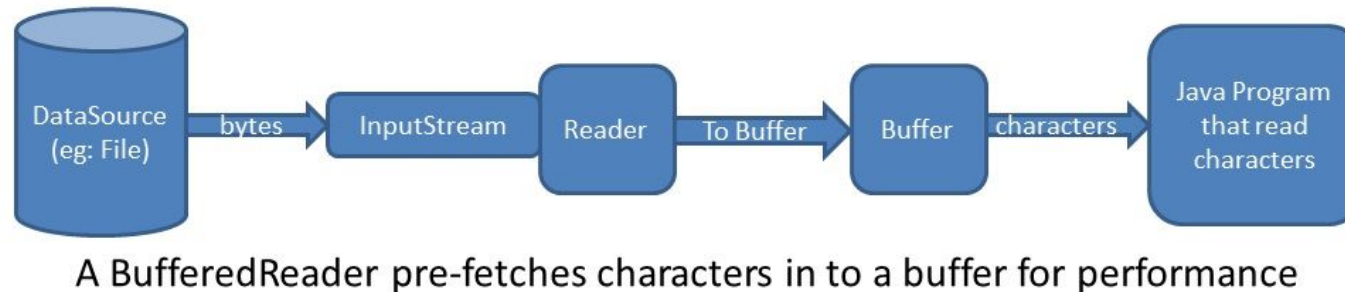 DataSource
(eg: File)
bytes
InputStream
Reader
To Buffer
Buffer
characters
Java Program
that read
characters
A BufferedReader pre-fetches characters in to a buffer for performance